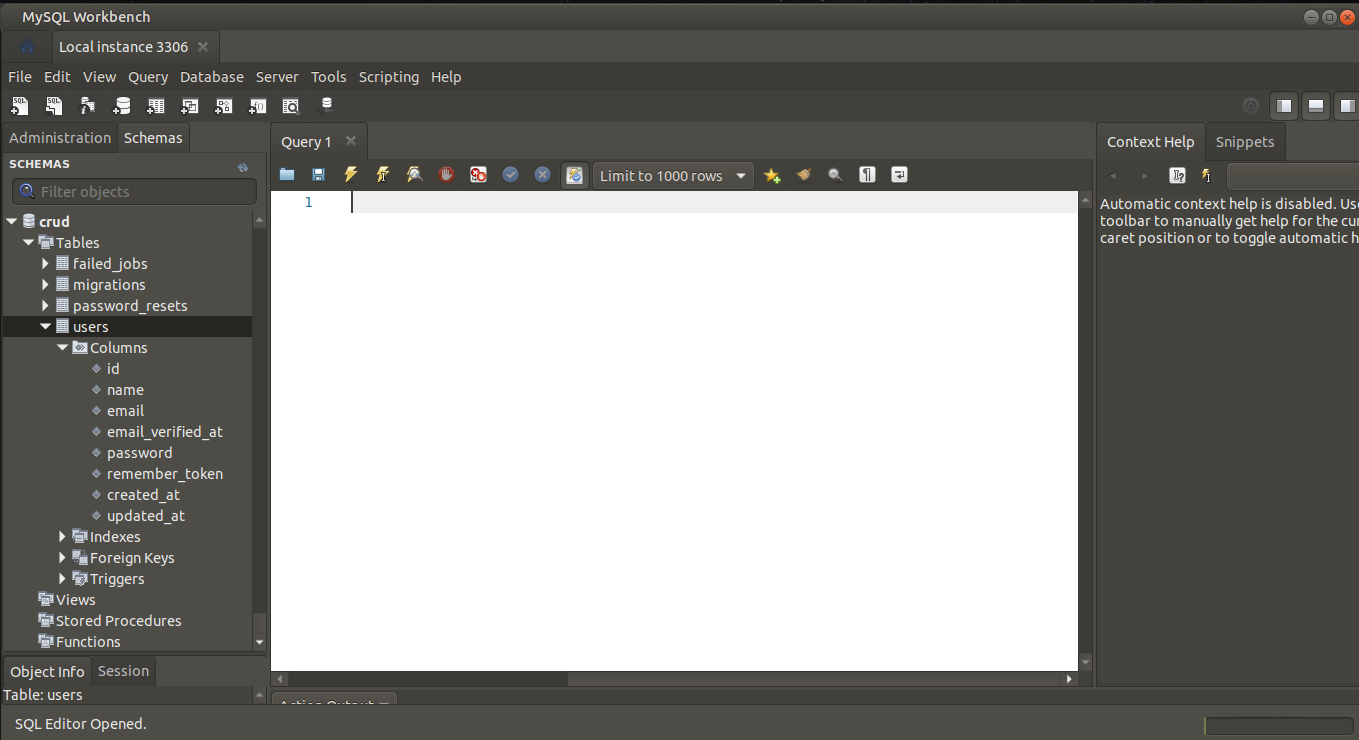 MySQL Workbench
Local instance 3306
File Edit View Query Database Server Tools Scripting Help
Administration Schemas
SCHEMAS
Filter objects
crud
Tables
failed_jobs
migrations
password_resets
users
Columns
id
name
email
email_verified_at
password
remember_token
created_at
updated_at
Indexes
Foreign Keys
Triggers
Views
Stored Procedures
Functions
Object Info Session
Table: users
Query 1
Limit to 1000 rows
1
Action Output
Context Help Snippets
Automatic context help is disabled. Use
toolbar to manually get help for the cur
caret position or to toggle automatic h
SQL Editor Opened.